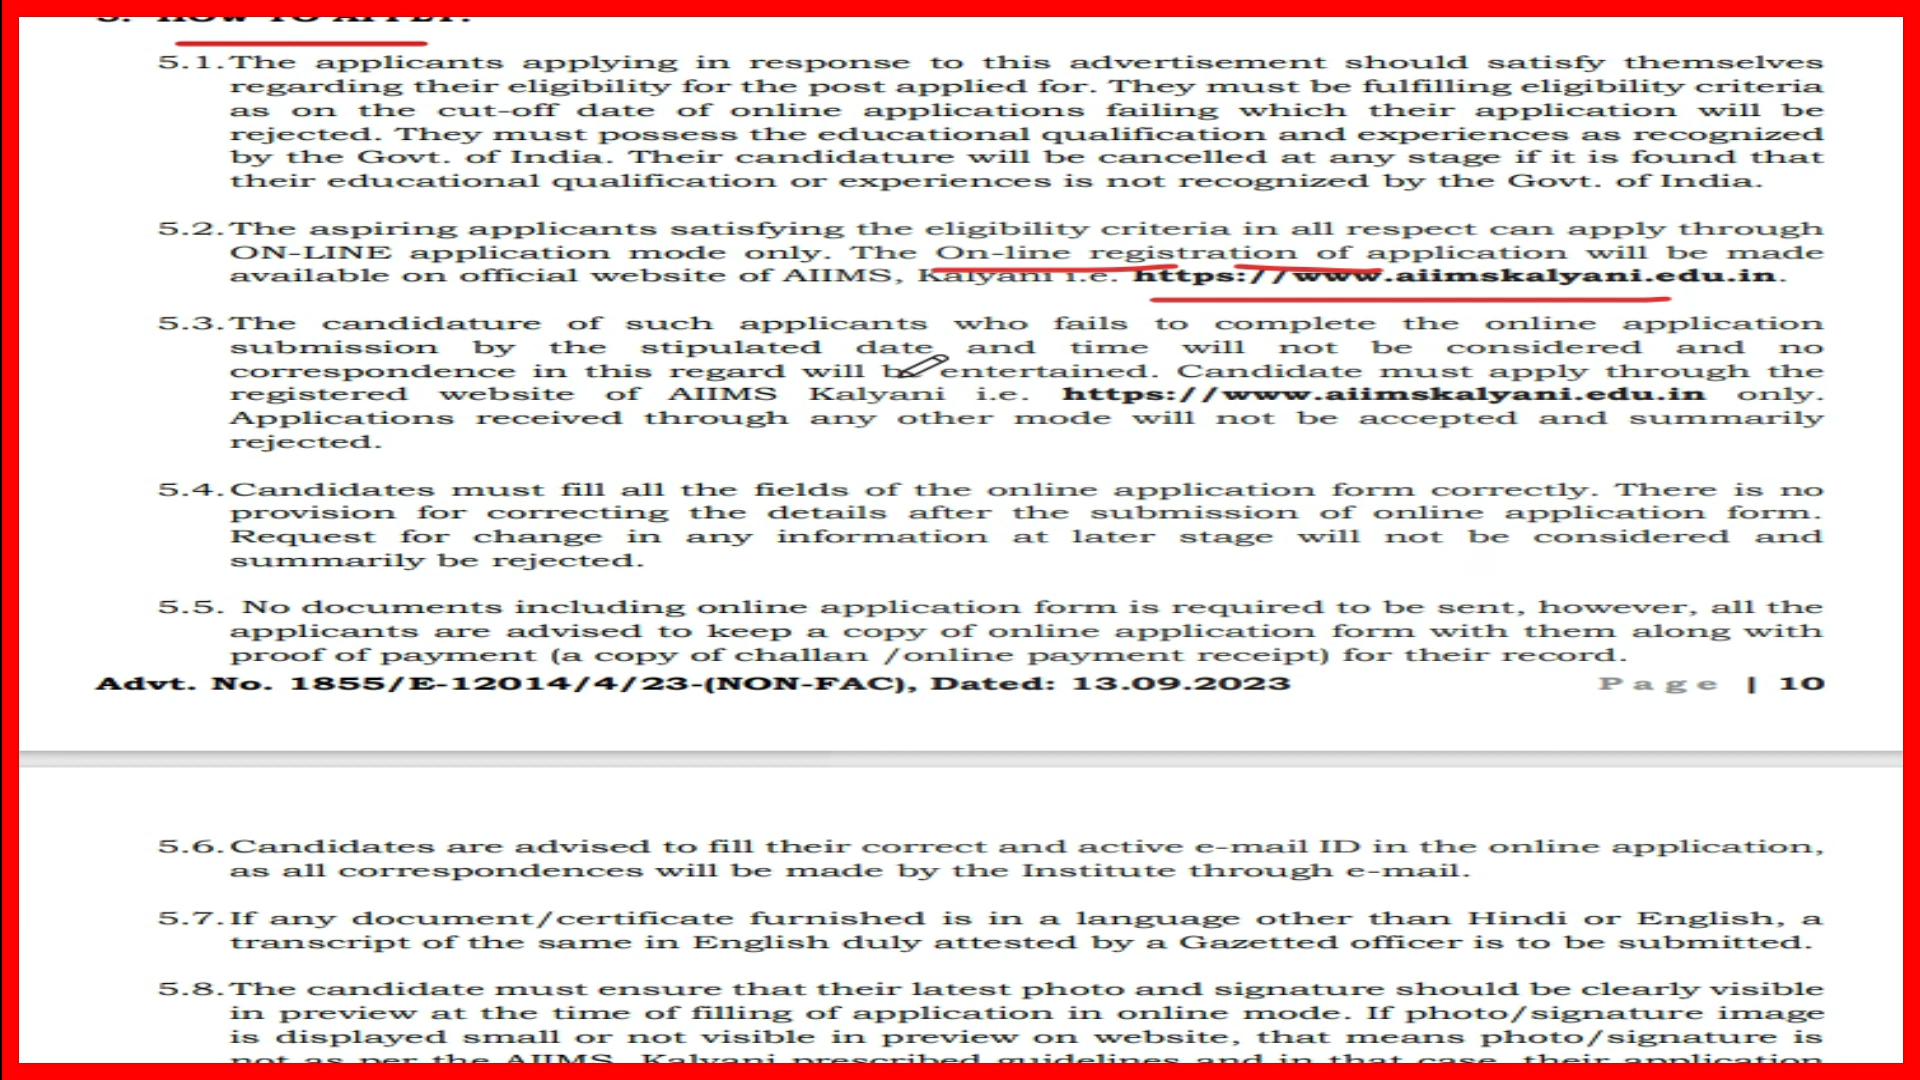 5. HOW TO APPLY:
5.1. The applicants applying in response to this advertisement should satisfy themselves
regarding their eligibility for the post applied for. They must be fulfilling eligibility criteria
as on the cut-off date of online applications failing which their application will be
rejected. They must possess the educational qualification and experiences as recognized
by the Govt. of India. Their candidature will be cancelled at any stage if it is found that
their educational qualification or experiences is not recognized by the Govt. of India.
5.2. The aspiring applicants satisfying the eligibility criteria in all respect can apply through
ON-LINE application mode only. The On-line registration of application will be made
available on official website of AIIMS, Kalyani i.e. https://www.aiimskalyani.edu.in.
5.3. The candidature of such applicants who fails to complete the online application
submission by the stipulated date and time will not be considered and no
correspondence in this regard will be entertained. Candidate must apply through the
registered website of AIIMS Kalyani i.e. https://www.aiimskalyani.edu.in only.
Applications received through any other mode will not be accepted and summarily
rejected.
5.4. Candidates must fill all the fields of the online application form correctly. There is no
provision for correcting the details after the submission of online application form.
Request for change in any information at later stage will not be considered and
summarily be rejected.
5.5. No documents including online application form is required to be sent, however, all the
applicants are advised to keep a copy of online application form with them along with
proof of payment (a copy of challan /online payment receipt) for their record.
Advt. No. 1855/E-12014/4/23-(NON-FAC), Dated: 13.09.2023 Page | 10
5.6. Candidates are advised to fill their correct and active e-mail ID in the online application,
as all correspondences will be made by the Institute through e-mail.
5.7. If any document/certificate furnished is in a language other than Hindi or English, a
transcript of the same in English duly attested by a Gazetted officer is to be submitted.
5.8. The candidate must ensure that their latest photo and signature should be clearly visible
in preview at the time of filling of application in online mode. If photo/signature image
is displayed small or not visible in preview on website, that means photo/signature is
not as per the AIIMS, Kalyani prescribed guidelines and in that case, their application